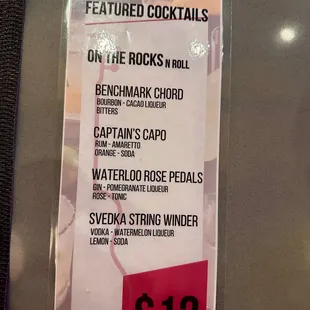 FEATURED COCKTAILS
ON THE ROCKS N ROLL
BENCHMARK CHORD
BOURBON - CACAO LIQUEUR
BITTERS
CAPTAIN'S CAPO
RUM - AMARETTO
ORANGE - SODA
WATERLOO ROSE PEDALS
GIN - POMEGRANATE LIQUEUR
ROSE - TONIC
SVEDKA STRING WINDER
VODKA - WATERMELON LIQUEUR
LEMON - SODA